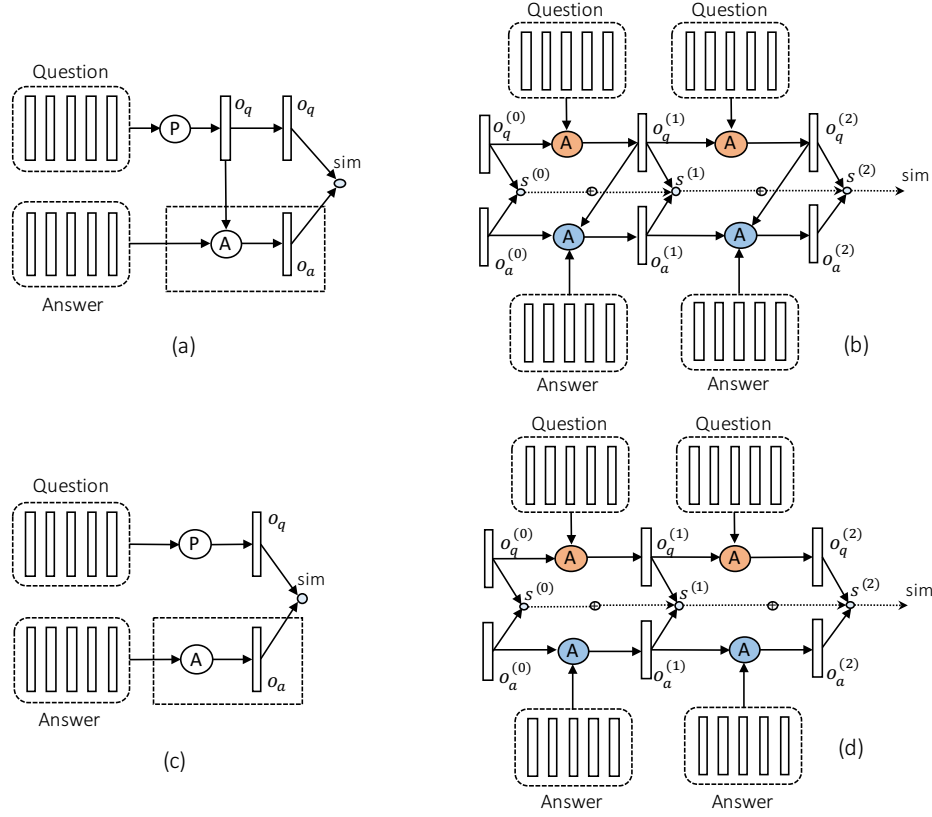 Question
P
o_q
o_q
sim
A
o_a
Answer
(a)
Question
Question
o_q^(0)
A
o_q^(1)
A
o_q^(2)
s^(0)
s^(1)
s^(2)
sim
o_a^(0)
A
o_a^(1)
A
o_a^(2)
Answer
Answer
(b)
Question
P
o_q
sim
A
o_a
Answer
(c)
Question
Question
o_q^(0)
A
o_q^(1)
A
o_q^(2)
s^(0)
s^(1)
s^(2)
sim
o_a^(0)
A
o_a^(1)
A
o_a^(2)
Answer
Answer
(d)